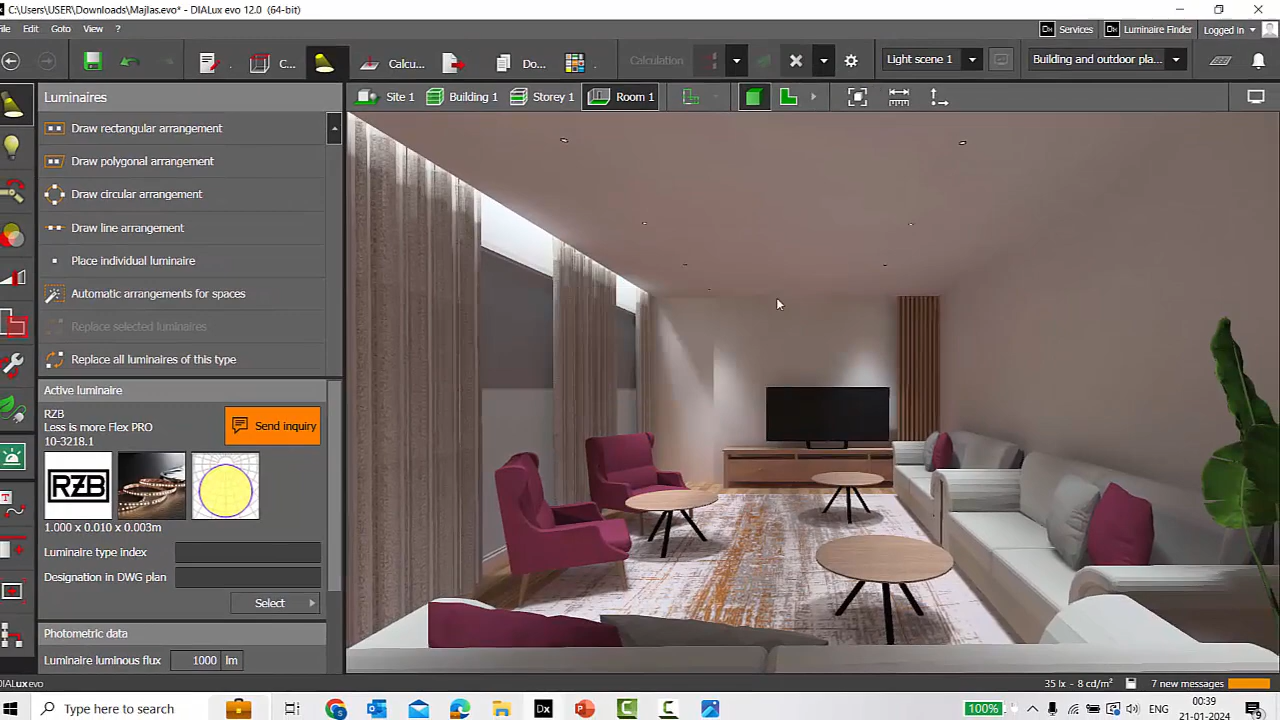 C:\Users\USER\Downloads\Majlas.evo* - DIALux evo 12.0 (64-bit)
File Edit Goto View ?
Services
Luminaire Finder
Logged in
C...
Calcu...
Do...
Calculation
Light scene 1
Building and outdoor pla...
Luminaires
Site 1
Building 1
Storey 1
Room 1
Draw rectangular arrangement
Draw polygonal arrangement
Draw circular arrangement
Draw line arrangement
Place individual luminaire
Automatic arrangements for spaces
Replace selected luminaires
Replace all luminaires of this type
Active luminaire
RZB
Less is more Flex PRO
10-3218.1
Send inquiry
RZB
1.000 x 0.010 x 0.003m
Luminaire type index
Designation in DWG plan
Select
Photometric data
Luminaire luminous flux 1000 lm
DIALux evo
35 lx - 8 cd/m²
7 new messages
Type here to search
100%
ENG
00:39
21-01-2024